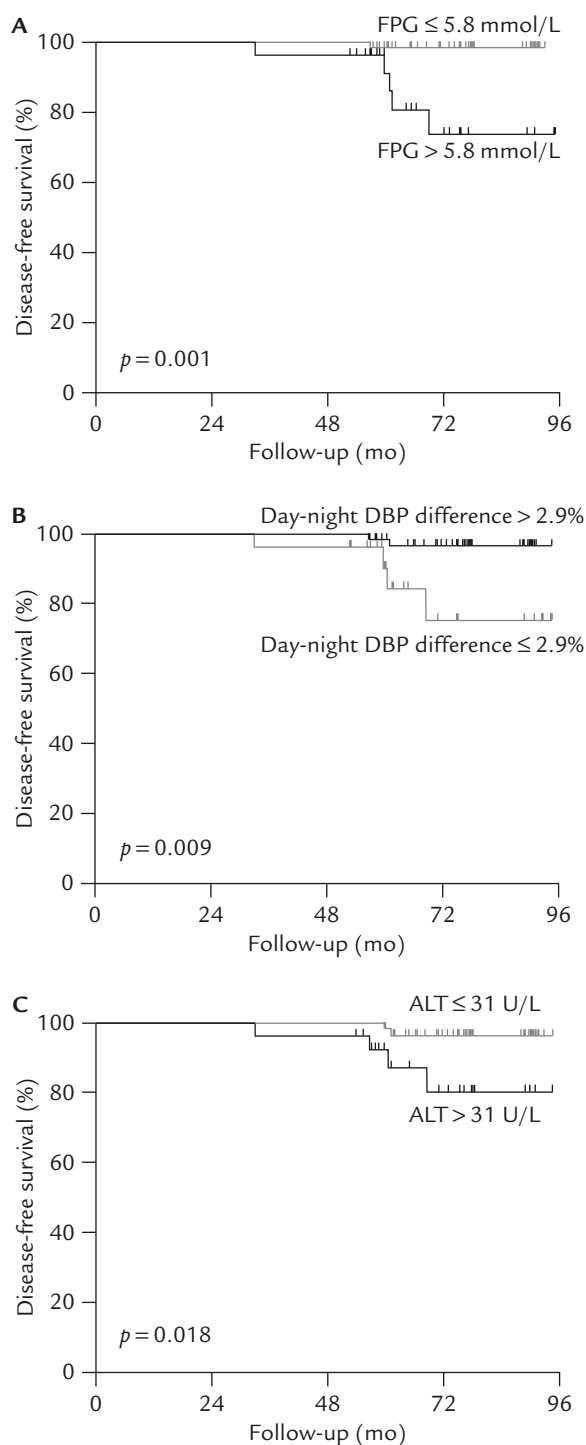 A
FPG ≤ 5.8 mmol/L
FPG > 5.8 mmol/L
Disease-free survival (%)
100
80
60
40
20
0
p = 0.001
0 24 48 72 96
Follow-up (mo)
B
Day-night DBP difference > 2.9%
Day-night DBP difference ≤ 2.9%
Disease-free survival (%)
100
80
60
40
20
0
p = 0.009
0 24 48 72 96
Follow-up (mo)
C
ALT ≤ 31 U/L
ALT > 31 U/L
Disease-free survival (%)
100
80
60
40
20
0
p = 0.018
0 24 48 72 96
Follow-up (mo)